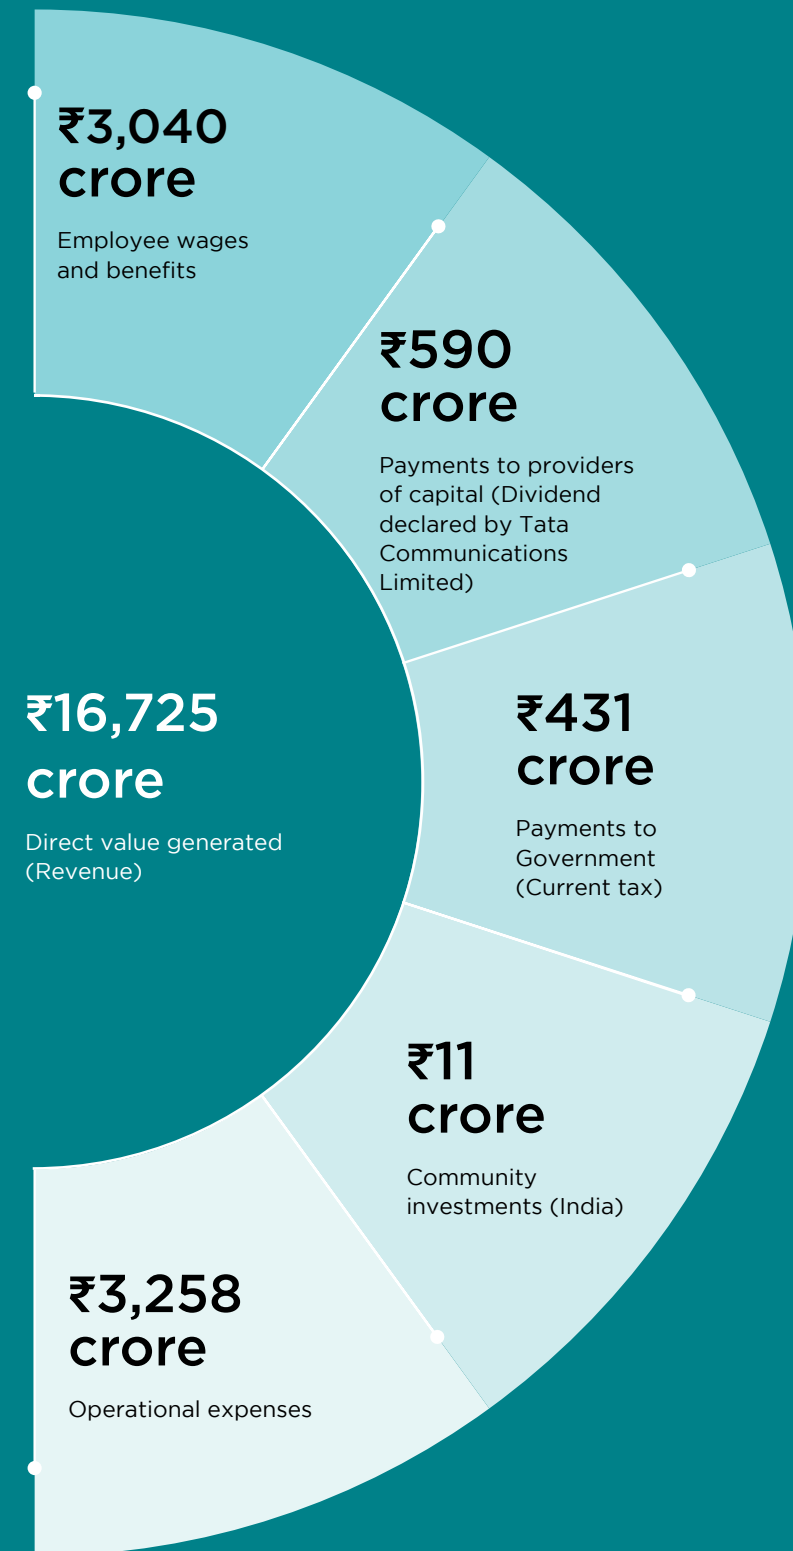 ₹3,040
crore
Employee wages
and benefits
₹590
crore
Payments to providers
of capital (Dividend
declared by Tata
Communications
Limited)
₹16,725
crore
Direct value generated
(Revenue)
₹431
crore
Payments to
Government
(Current tax)
₹11
crore
Community
investments (India)
₹3,258
crore
Operational expenses